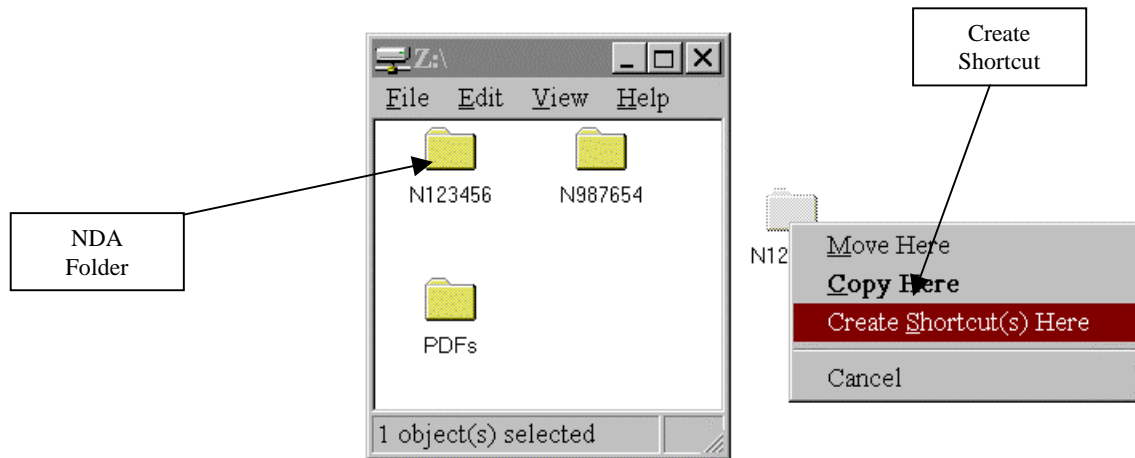 Create
Shortcut
Z:\
File Edit View Help
N123456 N987654
NDA
Folder
N12
Move Here
Copy Here
Create Shortcut(s) Here
PDFs
Cancel
1 object(s) selected